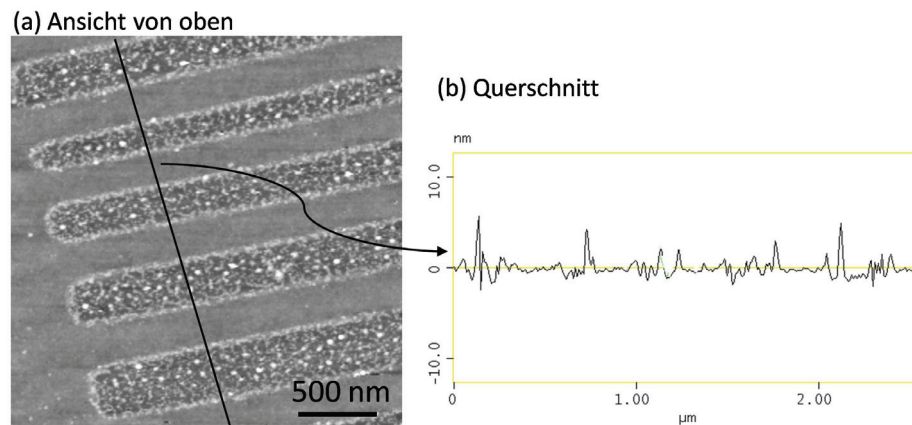 (a) Ansicht von oben
500 nm
(b) Querschnitt
nm
10.0
0
-10.0
0
1.00
2.00
µm